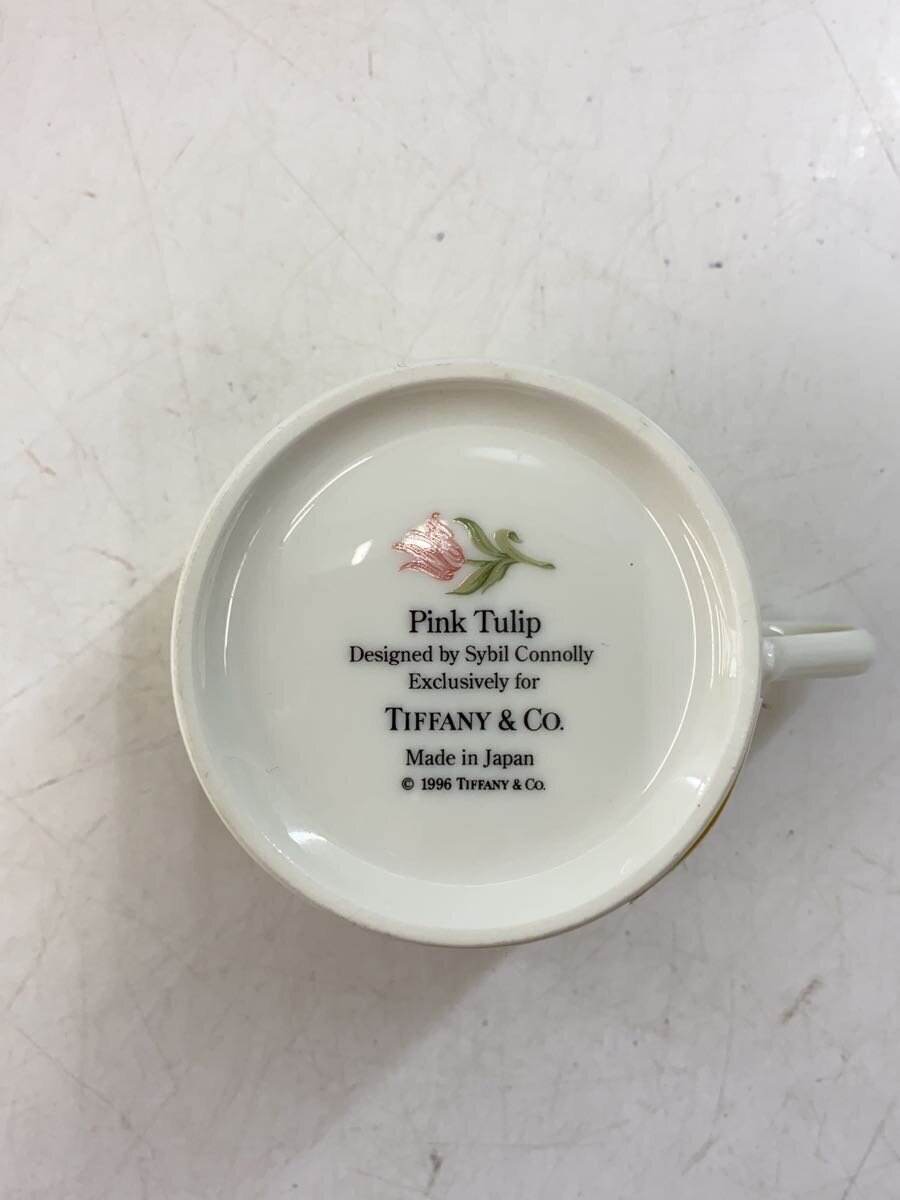 Pink Tulip
Designed by Sybil Connolly
Exclusively for
TIFFANY & CO.
Made in Japan
© 1996 TIFFANY & CO.